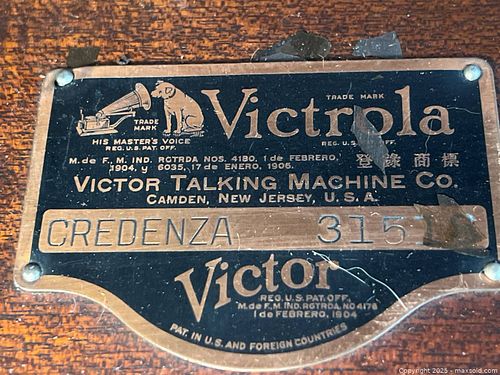 TRADE MARK
HIS MASTER'S VOICE
REG. U.S. PAT. OFF.
Victrola
TRADE MARK
REG. U.S. OFF.
M. de F., M. IND. RGTRDA NOS. 4180, 1 de FEBRERO,
1904, y 6035, 17 de ENERO, 1906.
登錄商標
VICTOR TALKING MACHINE CO.
CAMDEN, NEW JERSEY, U.S.A.
CREDENZA 315
Victor
REG. U.S. PAT. OFF.
M. de F., M. IND. RGTRDA. NO 4178
1 de FEBRERO, 1904
PAT. IN U.S. AND FOREIGN COUNTRIES
Copyright 2025 - maxsold.com